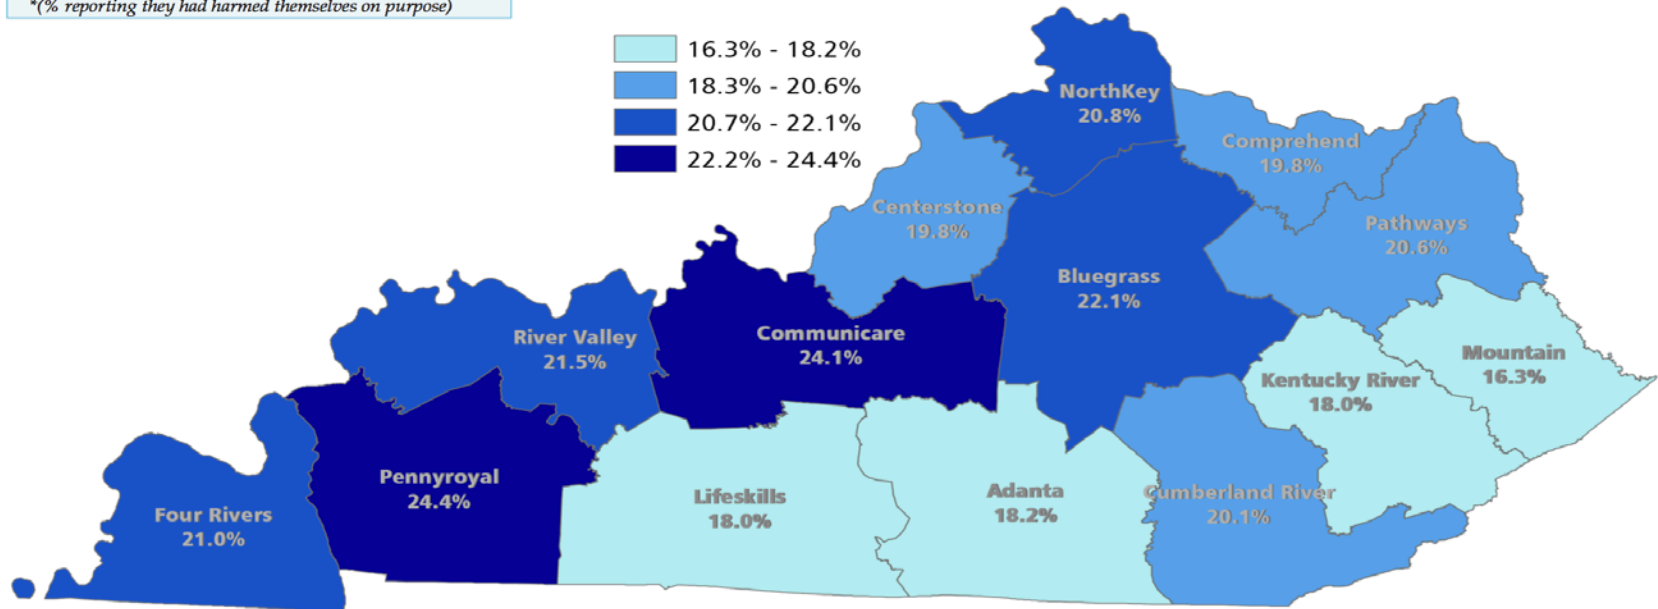 *(% reporting they had harmed themselves on purpose)
16.3% - 18.2%
18.3% - 20.6%
20.7% - 22.1%
22.2% - 24.4%
NorthKey
20.8%
Comprehend
19.8%
Centerstone
19.8%
Pathways
20.6%
Bluegrass
22.1%
River Valley
21.5%
Communicare
24.1%
Mountain
16.3%
Kentucky River
18.0%
Pennyroyal
24.4%
Lifeskills
18.0%
Adanta
18.2%
Cumberland River
20.1%
Four Rivers
21.0%